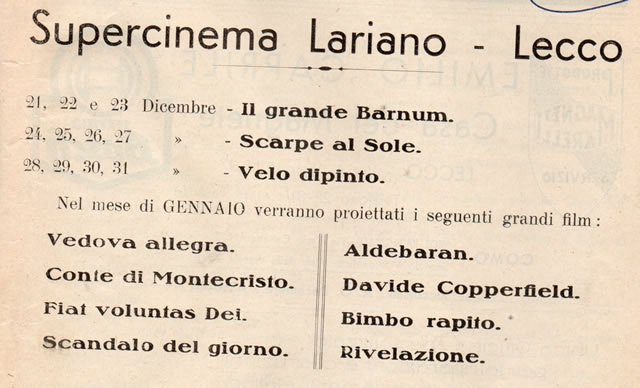 Supercinema Lariano - Lecco
21, 22 e 23 Dicembre - Il grande Barnum.
24, 25, 26, 27 » - Scarpe al Sole.
28, 29, 30, 31 » - Velo dipinto.
Nel mese di GENNAIO verranno proiettati i seguenti grandi film :
Vedova allegra.
Conte di Montecristo.
Fiat voluntas Dei.
Scandalo del giorno.
Aldebaran.
Davide Copperfield.
Bimbo rapito.
Rivelazione.